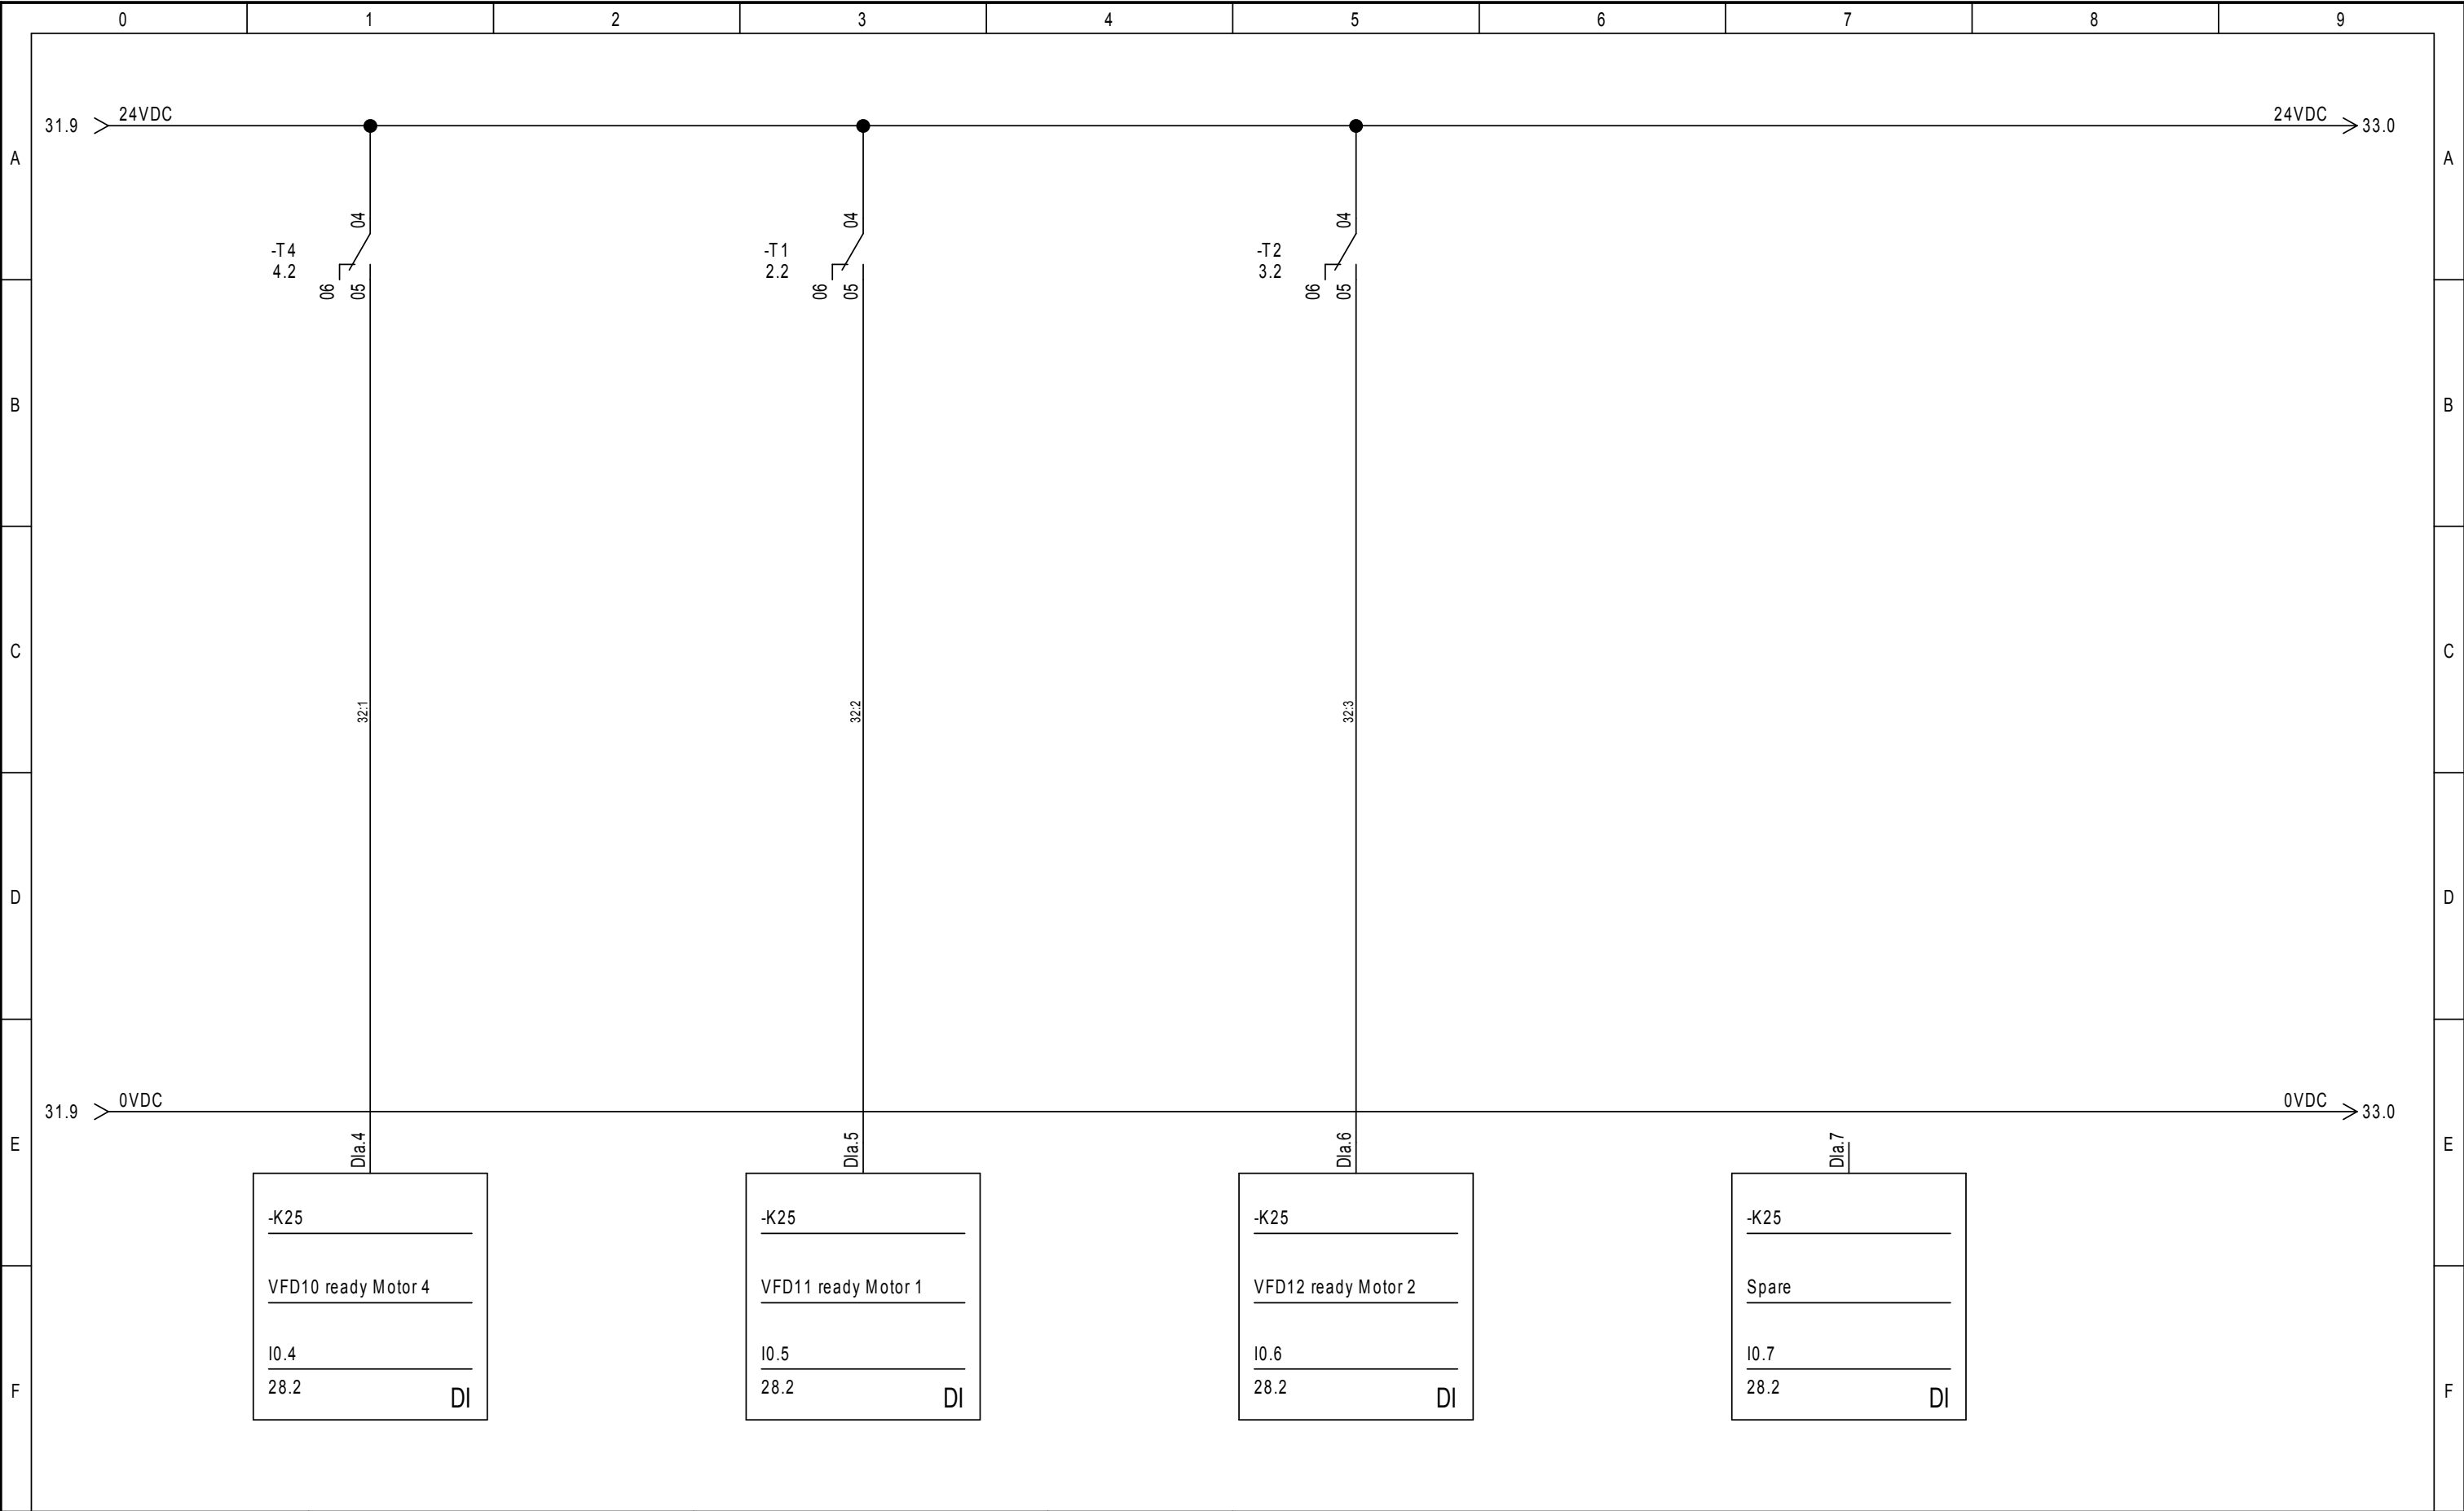 0 1 2 3 4 5 6 7 8 9
31.9 24VDC 24VDC 33.0
A A
04 04 04
-T4 -T1 -T2
4.2 2.2 3.2
06 05 06 05 06 05
B B
C C
32:1 32:2 32:3
D D
31.9 0VDC 0VDC 33.0
E E
DIa.4 DIa.5 DIa.6 DIa.7
-K25 -K25 -K25 -K25
VFD10 ready Motor 4 VFD11 ready Motor 1 VFD12 ready Motor 2 Spare
I0.4 I0.5 I0.6 I0.7
28.2 DI 28.2 DI 28.2 DI 28.2 DI
F F